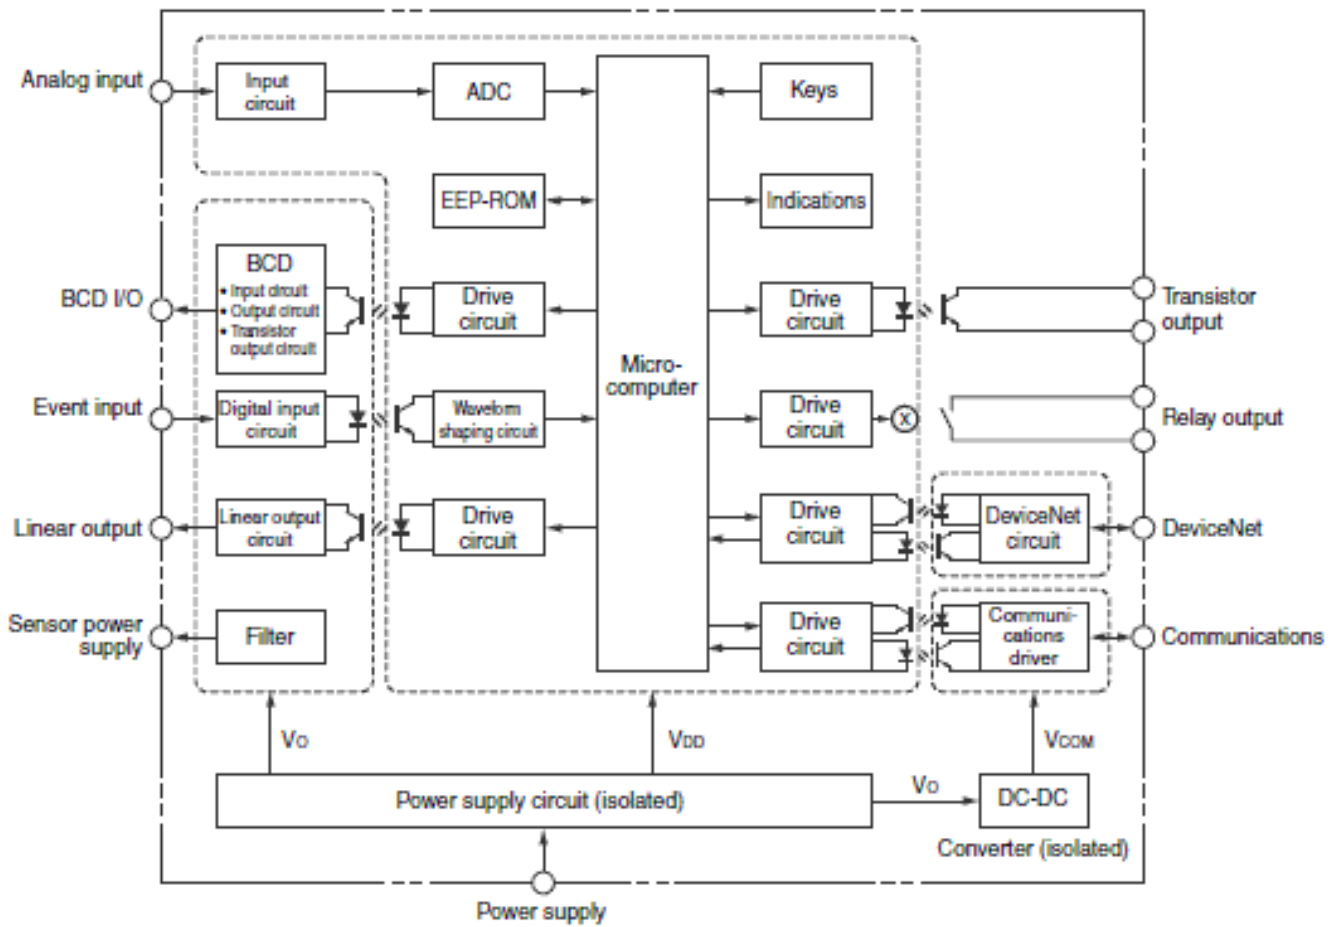 Analog input
Input
circuit
ADC
Keys
EEP-ROM
Indications
BCD I/O
BCD
• Input circuit
• Output circuit
• Transistor
output circuit
Drive
circuit
Micro-
computer
Drive
circuit
Transistor
output
Event input
Digital input
circuit
Waveform
shaping circuit
Drive
circuit
X
Relay output
Linear output
Linear output
circuit
Drive
circuit
Drive
circuit
DeviceNet
circuit
DeviceNet
Sensor power
supply
Filter
Drive
circuit
Communi-
cations
driver
Communications
VO
VDD
VCOM
Power supply circuit (isolated)
VO
DC-DC
Converter (isolated)
Power supply